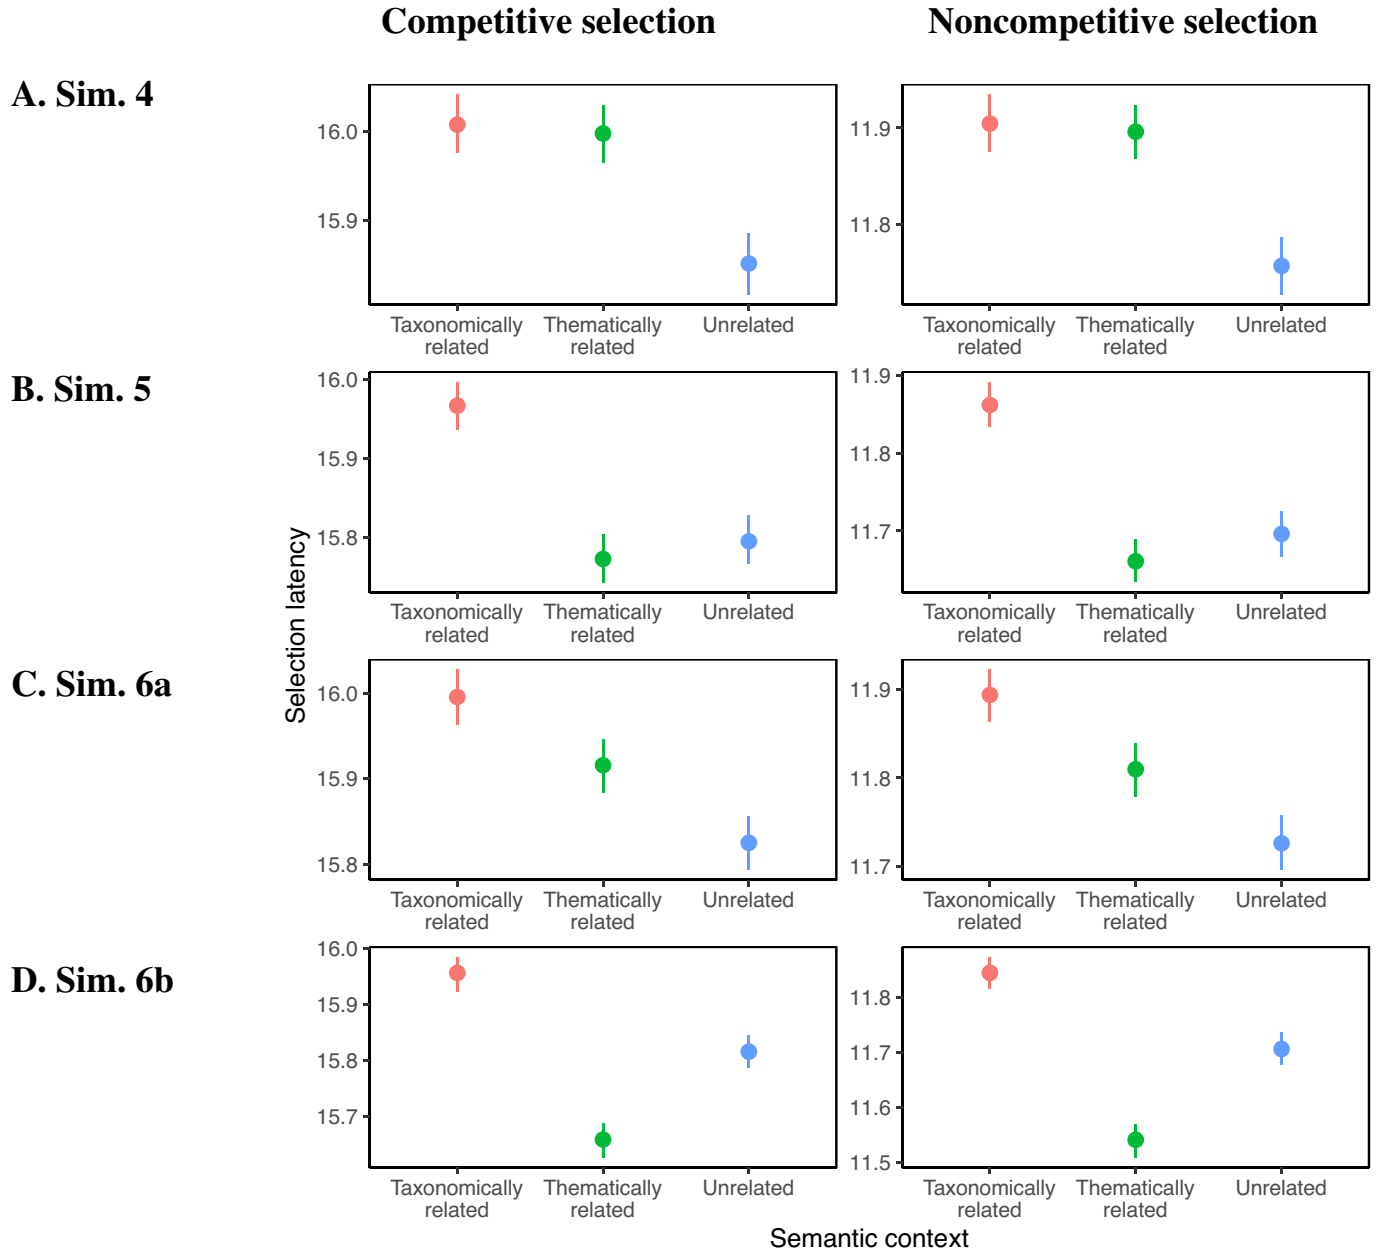 Competitive selection
Noncompetitive selection
A. Sim. 4
16.0
15.9
Taxonomically
related
Thematically
related
Unrelated
11.9
11.8
Taxonomically
related
Thematically
related
Unrelated
B. Sim. 5
16.0
15.9
15.8
Taxonomically
related
Thematically
related
Unrelated
11.9
11.8
11.7
Taxonomically
related
Thematically
related
Unrelated
Selection latency
C. Sim. 6a
16.0
15.9
15.8
Taxonomically
related
Thematically
related
Unrelated
11.9
11.8
11.7
Taxonomically
related
Thematically
related
Unrelated
D. Sim. 6b
16.0
15.9
15.8
15.7
Taxonomically
related
Thematically
related
Unrelated
11.8
11.7
11.6
11.5
Taxonomically
related
Thematically
related
Unrelated
Semantic context